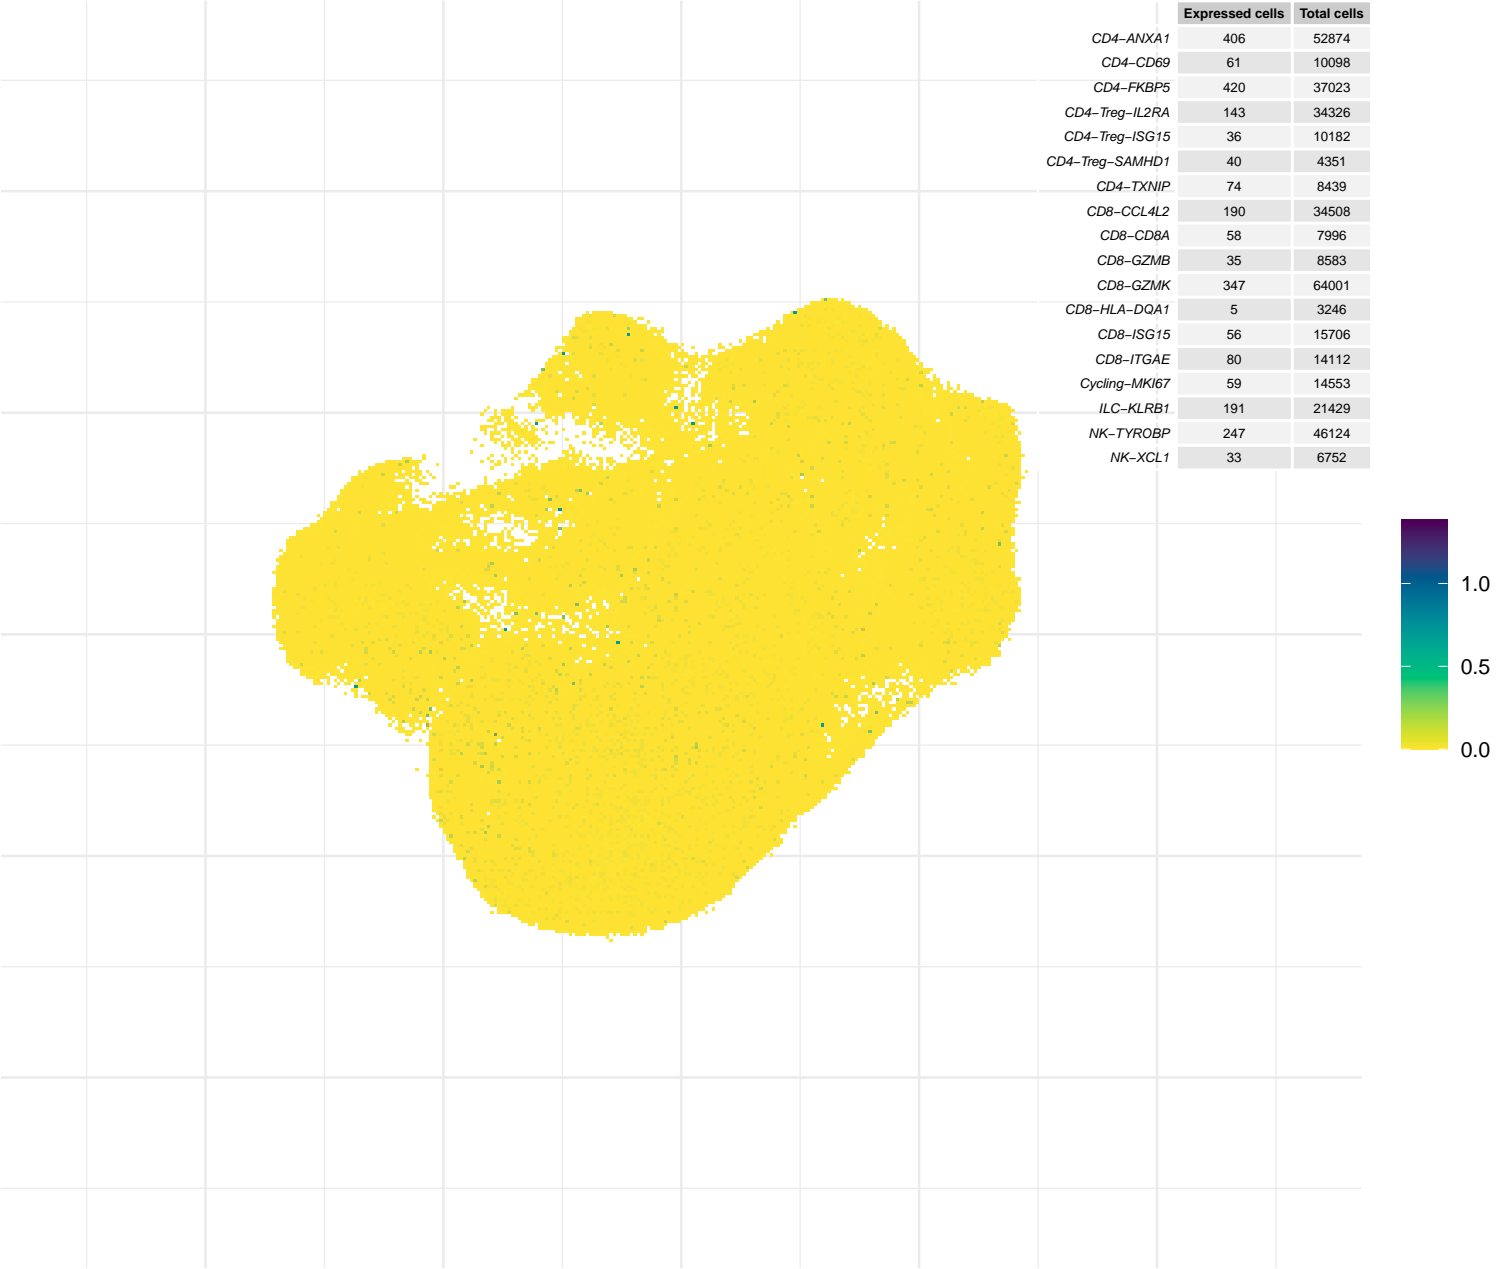 Expressed cells Total cells
CD4−ANXA1 406 52874
CD4−CD69 61 10098
CD4−FKBP5 420 37023
CD4−Treg−IL2RA 143 34326
CD4−Treg−ISG15 36 10182
CD4−Treg−SAMHD1 40 4351
CD4−TXNIP 74 8439
CD8−CCL4L2 190 34508
CD8−CD8A 58 7996
CD8−GZMB 35 8583
CD8−GZMK 347 64001
CD8−HLA−DQA1 5 3246
CD8−ISG15 56 15706
CD8−ITGAE 80 14112
Cycling−MKI67 59 14553
ILC−KLRB1 191 21429
NK−TYROBP 247 46124
NK−XCL1 33 6752
1.0
0.5
0.0